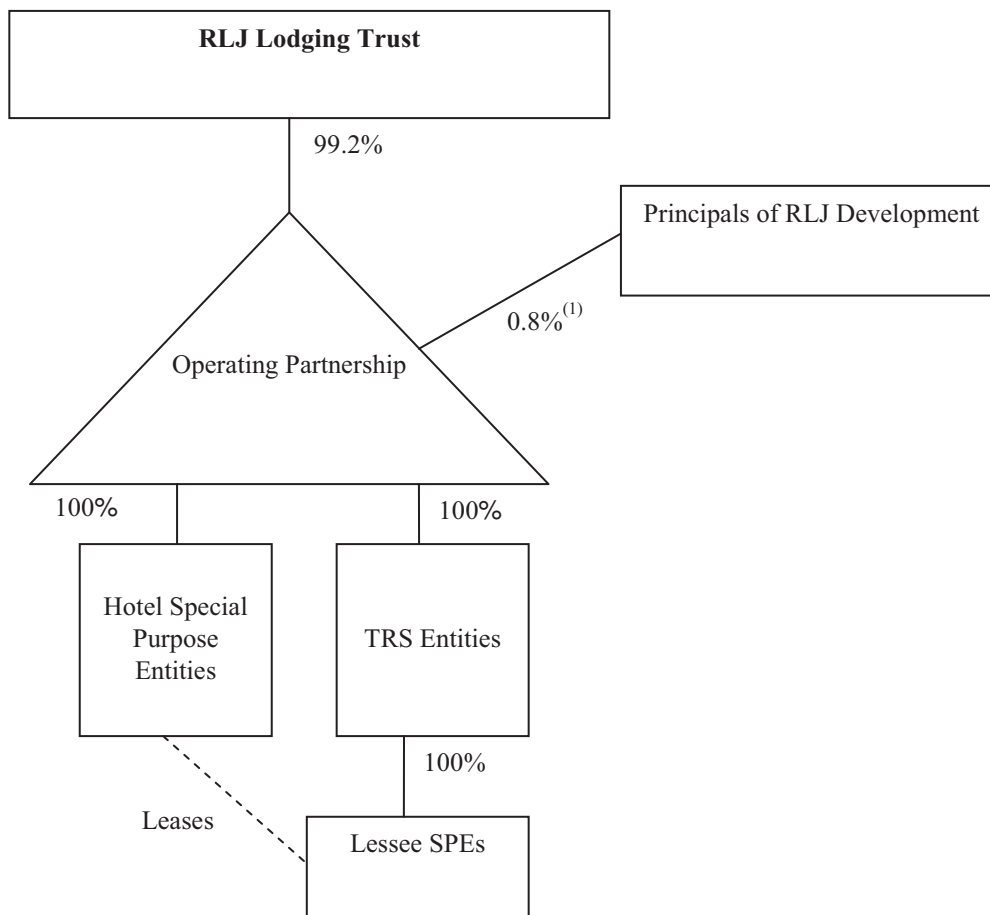 RLJ Lodging Trust
99.2%
Principals of RLJ Development
0.8%(1)
Operating Partnership
100%
100%
Hotel Special
Purpose
Entities
TRS Entities
100%
Leases
Lessee SPEs